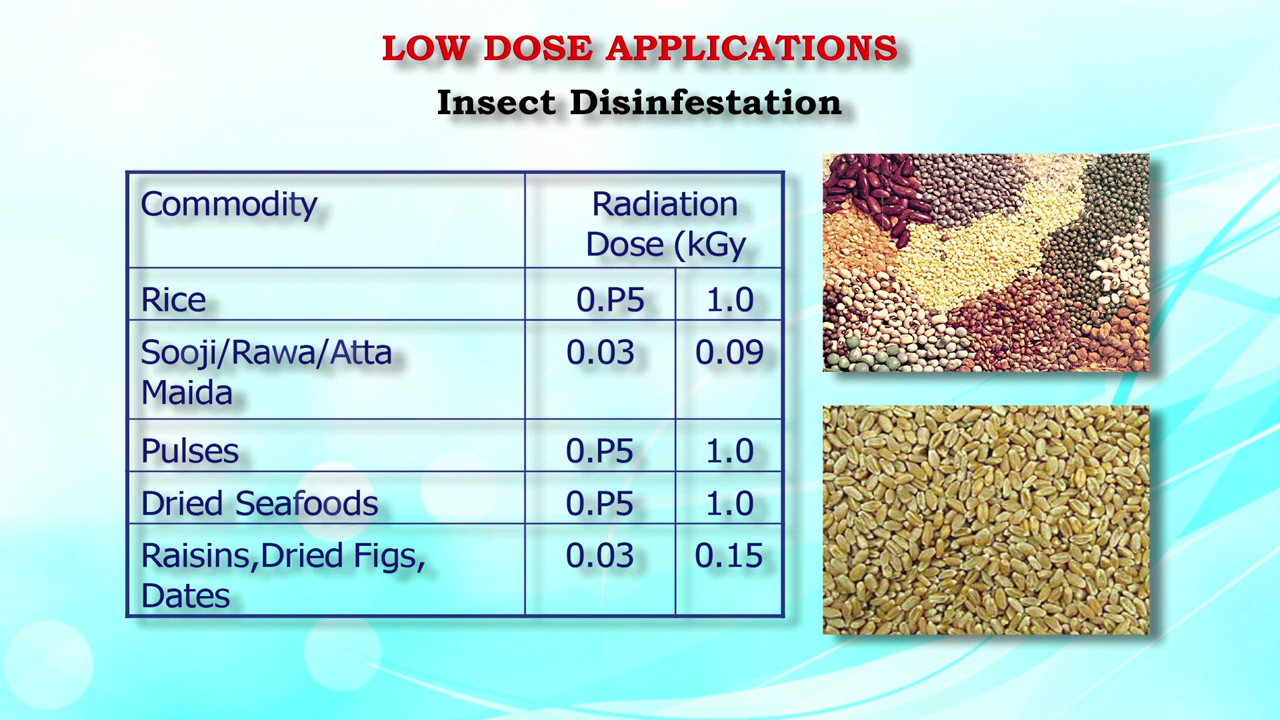 LOW DOSE APPLICATIONS
Insect Disinfestation
Commodity
Radiation
Dose (kGy
Rice 0.P5 1.0
Sooji/Rawa/Atta 0.03 0.09
Maida
Pulses 0.P5 1.0
Dried Seafoods 0.P5 1.0
Raisins,Dried Figs, 0.03 0.15
Dates